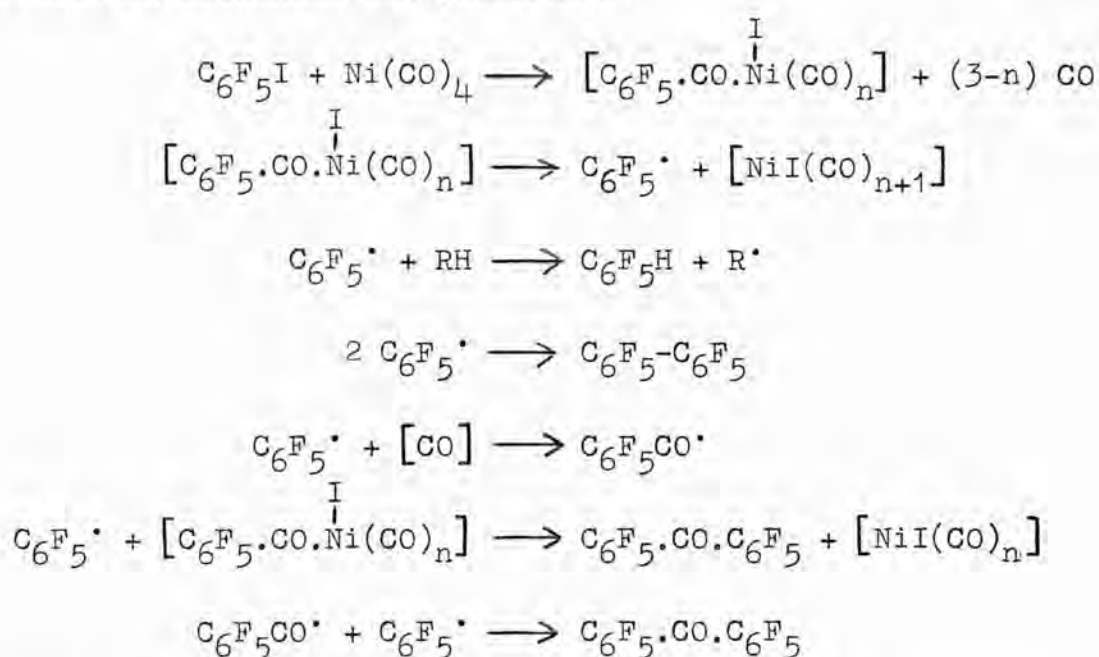 C₆F₅I + Ni(CO)₄ ⟶ [C₆F₅.CO.Ni(I)(CO)ₙ] + (3-n) CO
[C₆F₅.CO.Ni(I)(CO)ₙ] ⟶ C₆F₅• + [NiI(CO)ₙ₊₁]
C₆F₅• + RH ⟶ C₆F₅H + R•
2 C₆F₅• ⟶ C₆F₅-C₆F₅
C₆F₅• + [CO] ⟶ C₆F₅CO•
C₆F₅• + [C₆F₅.CO.Ni(I)(CO)ₙ] ⟶ C₆F₅.CO.C₆F₅ + [NiI(CO)ₙ]
C₆F₅CO• + C₆F₅• ⟶ C₆F₅.CO.C₆F₅